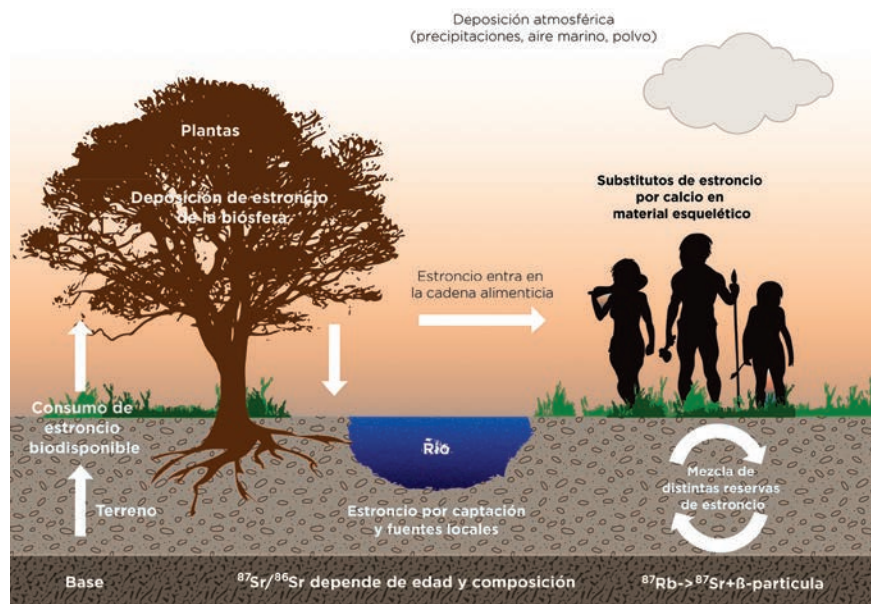 Deposición atmosférica
(precipitaciones, aire marino, polvo)
Plantas
Deposición de estroncio
de la biósfera
Substitutos de estroncio
por calcio en
material esquelético
Estroncio entra en
la cadena alimenticia
Consumo de
estroncio
biodisponible
Río
Mezcla de
distintas reservas
de estroncio
Terreno
Estroncio por captación
y fuentes locales
Base
⁸⁷Sr/⁸⁶Sr depende de edad y composición
⁸⁷Rb->⁸⁷Sr+ß-particula